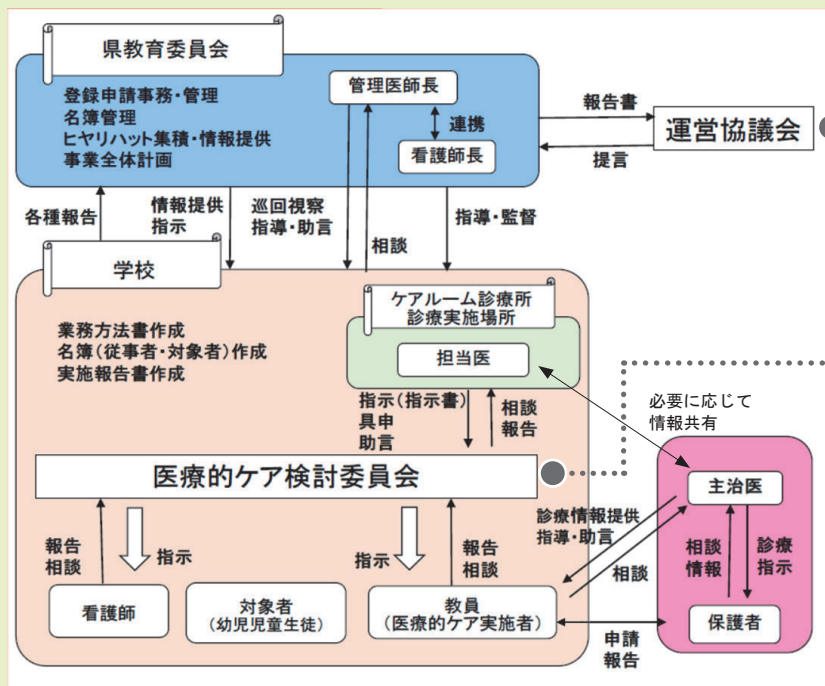 県教育委員会
登録申請事務・管理
名簿管理
ヒヤリハット集積・情報提供
事業全体計画
管理医師長
連携
看護師長
報告書
運営協議会
提言
各種報告
情報提供
指示
巡回視察
指導・助言
相談
指導・監督
学校
業務方法書作成
名簿(従事者・対象者)作成
実施報告書作成
ケアルーム診療所
診療実施場所
担当医
指示(指示書)
具申
助言
相談
報告
必要に応じて
情報共有
医療的ケア検討委員会
報告
相談
指示
指示
報告
相談
看護師
対象者
(幼児児童生徒)
教員
(医療的ケア実施者)
診療情報提供
指導・助言
相談
主治医
相談
情報
診療
指示
保護者
申請
報告